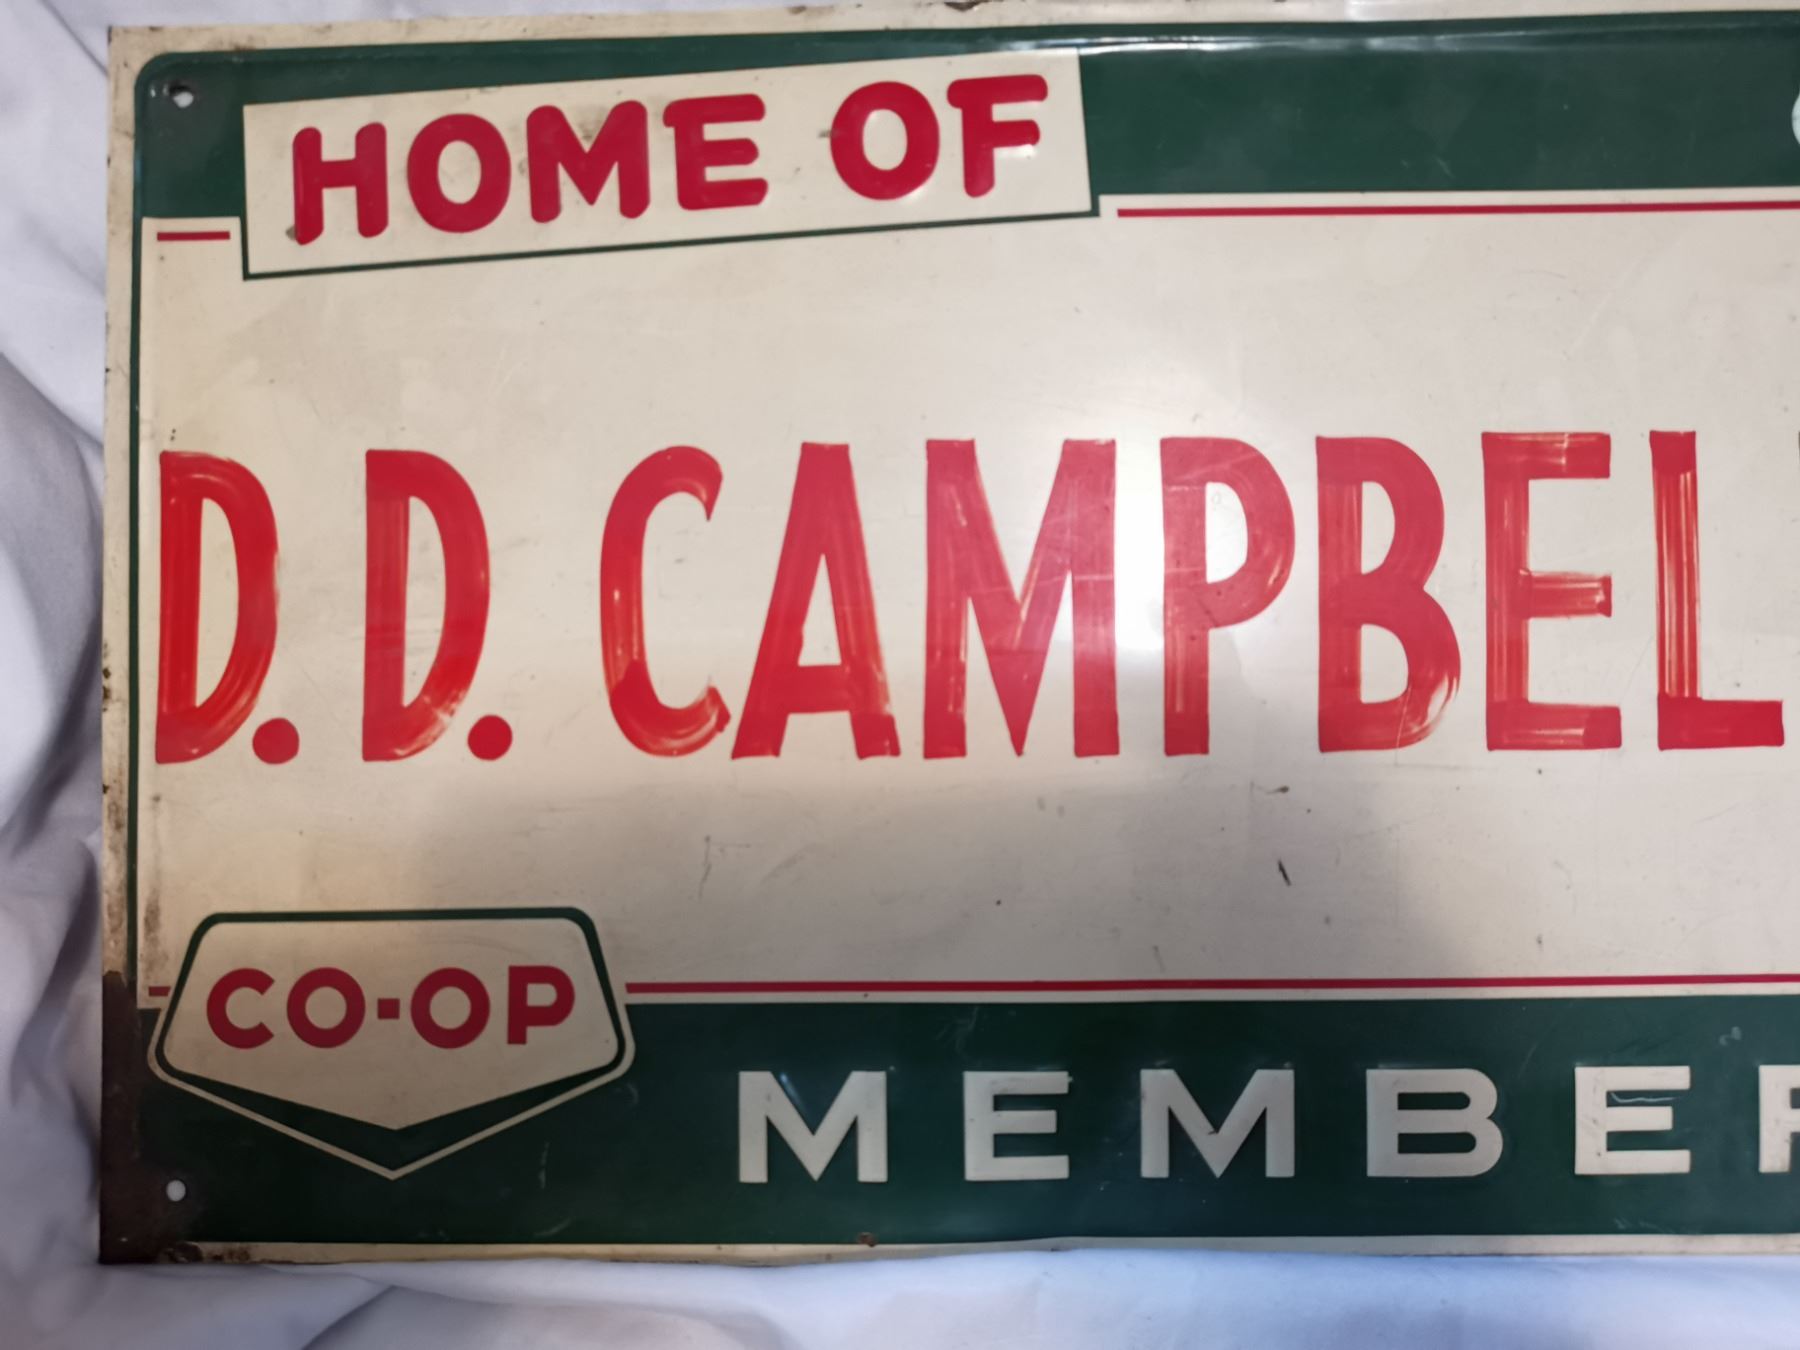 HOME OF
D.D. CAMPBEL
CO-OP
MEMBER